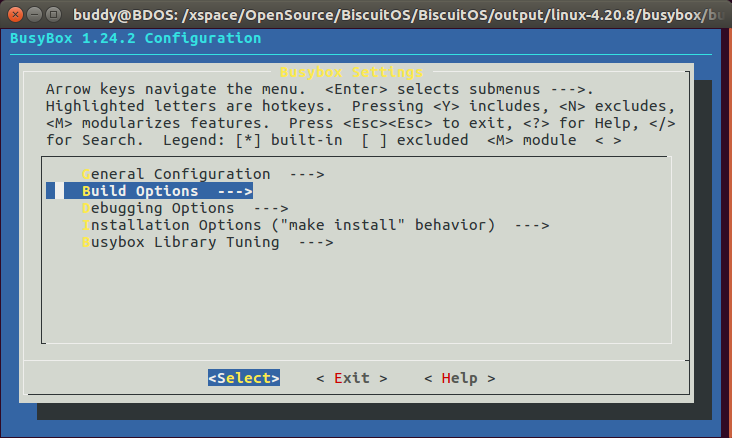 buddy@BDOS: /xspace/OpenSource/BiscuitOS/BiscuitOS/output/linux-4.20.8/busybox/bu
BusyBox 1.24.2 Configuration
Busybox Settings
Arrow keys navigate the menu.  <Enter> selects submenus --->.
Highlighted letters are hotkeys.  Pressing <Y> includes, <N> excludes,
<M> modularizes features.  Press <Esc><Esc> to exit, <?> for Help, </>
for Search.  Legend: [*] built-in  [ ] excluded  <M> module  < >
General Configuration  --->
Build Options  --->
Debugging Options  --->
Installation Options ("make install" behavior)  --->
Busybox Library Tuning  --->
<Select>    < Exit >    < Help >